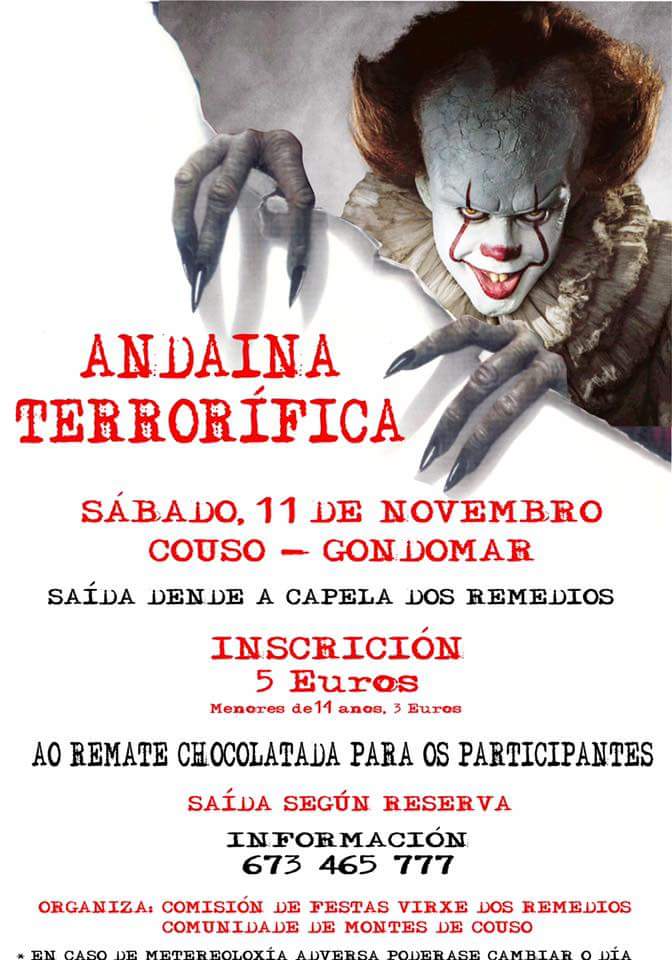 ANDAINA
TERRORÍFICA
SÁBADO, 11 DE NOVEMBRO
COUSO – GONDOMAR
SAÍDA DENDE A CAPELA DOS REMEDIOS
INSCRICIÓN
5 Euros
Menores de 11 anos, 3 Euros
AO REMATE CHOCOLATADA PARA OS PARTICIPANTES
SAÍDA SEGÚN RESERVA
INFORMACIÓN
673 465 777
ORGANIZA: COMISIÓN DE FESTAS VIRXE DOS REMEDIOS
COMUNIDADE DE MONTES DE COUSO
* EN CASO DE METEREOLOXÍA ADVERSA PODERASE CAMBIAR O DÍA